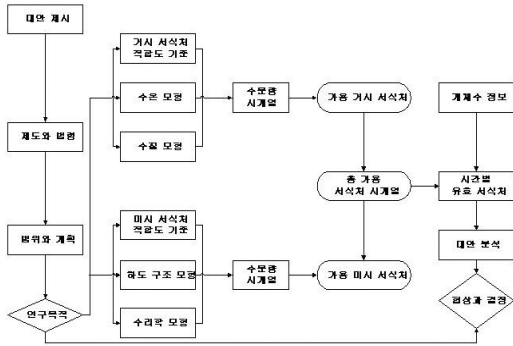 대안 제시
제도와 법령
범위와 계획
연구목적
거시 서식처
적합도 기준
수온 모형
수질 모형
미시 서식처
적합도 기준
하도 구조 모형
수리학 모형
수문량
시계열
수문량
시계열
가용 거시 서식처
총 가용
서식처 시계열
가용 미시 서식처
개체수 정보
시간별
유효 서식처
대안 분석
협상과 결정